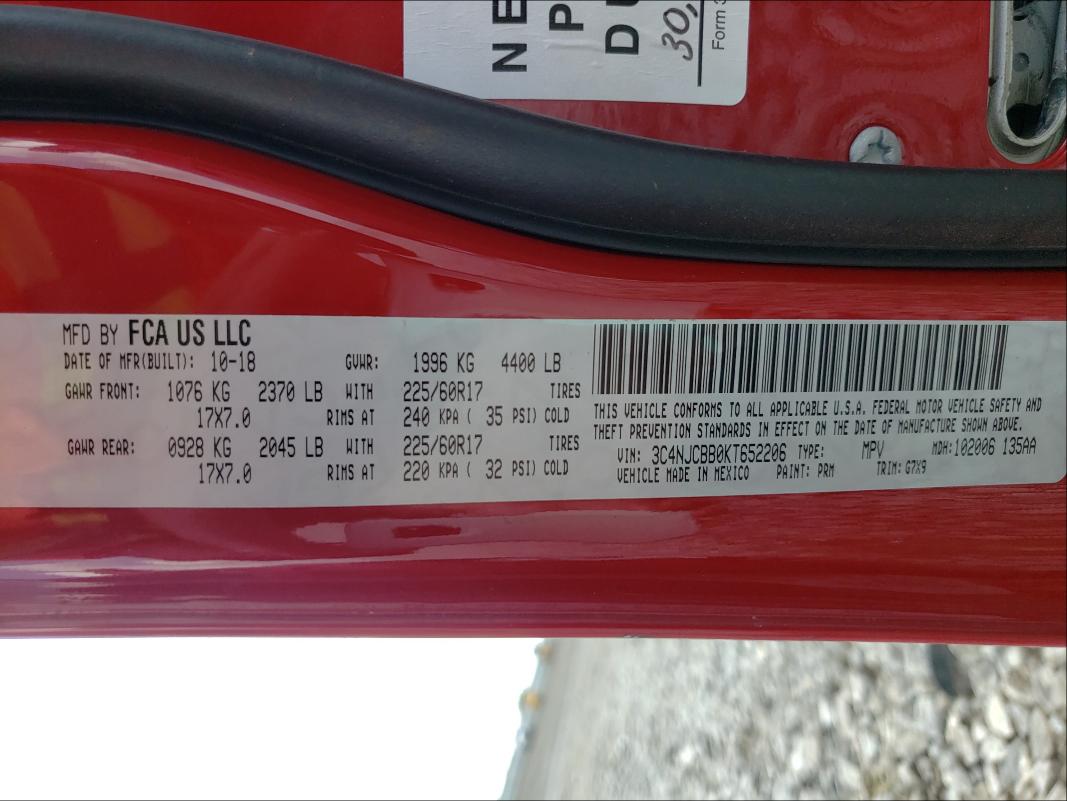 NE
P
DU
30,
Form 3
MFD BY FCA US LLC
DATE OF MFR(BUILT): 10-18 GVWR: 1996 KG 4400 LB
GAWR FRONT: 1076 KG 2370 LB WITH 225/60R17 TIRES
17X7.0 RIMS AT 240 KPA ( 35 PSI) COLD
GAWR REAR: 0928 KG 2045 LB WITH 225/60R17 TIRES
17X7.0 RIMS AT 220 KPA ( 32 PSI) COLD
THIS VEHICLE CONFORMS TO ALL APPLICABLE U.S.A. FEDERAL MOTOR VEHICLE SAFETY AND
THEFT PREVENTION STANDARDS IN EFFECT ON THE DATE OF MANUFACTURE SHOWN ABOVE.
VIN: 3C4NJCBB0KT652206 TYPE: MPV MDH: 102006 135AA
VEHICLE MADE IN MEXICO PAINT: PRM TRIM: G7X9